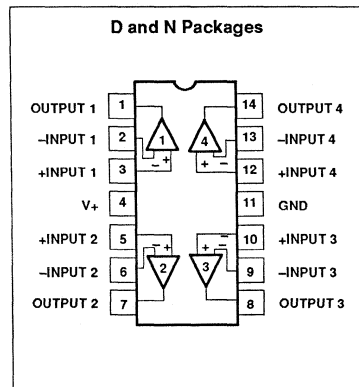 D and N Packages
OUTPUT 1 1 14 OUTPUT 4
–INPUT 1 2 13 –INPUT 4
1 4
– + + –
+INPUT 1 3 12 +INPUT 4
V+ 4 11 GND
+INPUT 2 5 10 +INPUT 3
– + + –
–
–INPUT 2 6 9 –INPUT 3
2 3
OUTPUT 2 7 8 OUTPUT 3